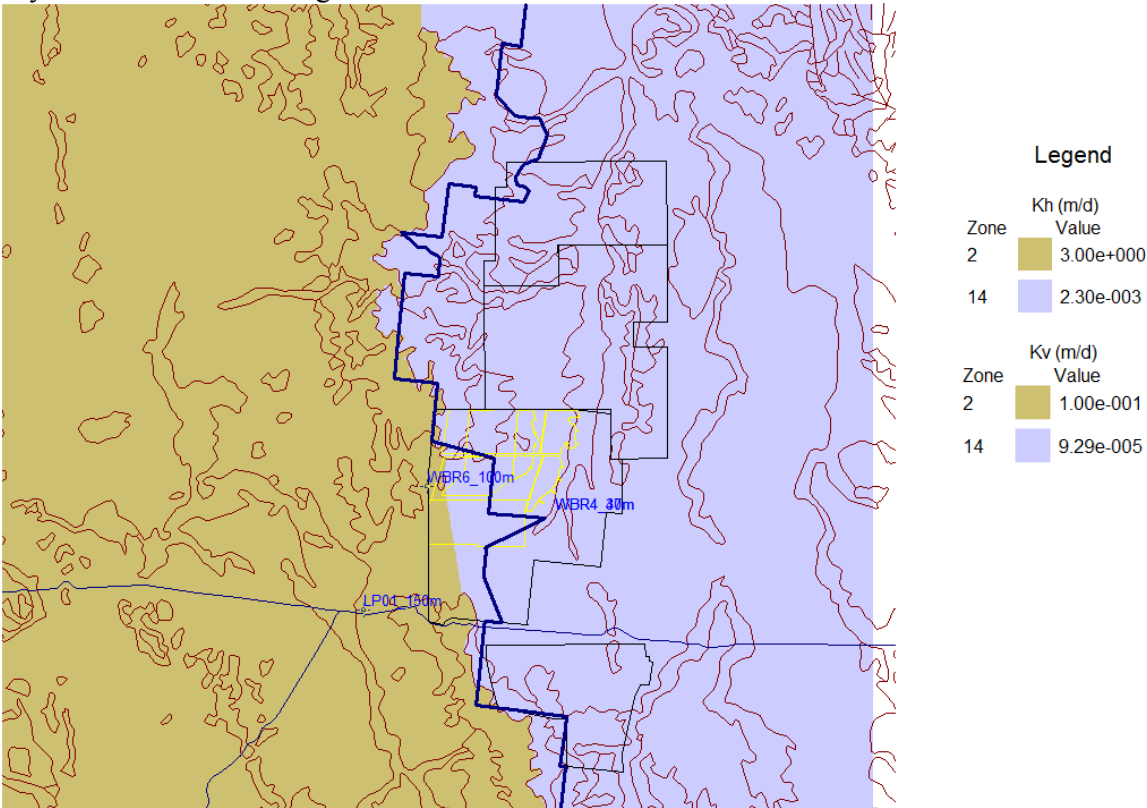 Legend
Kh (m/d)
Zone Value
2 3.00e+000
14 2.30e-003
Kv (m/d)
Zone Value
2 1.00e-001
14 9.29e-005
WBR6_100m
LP01_150m